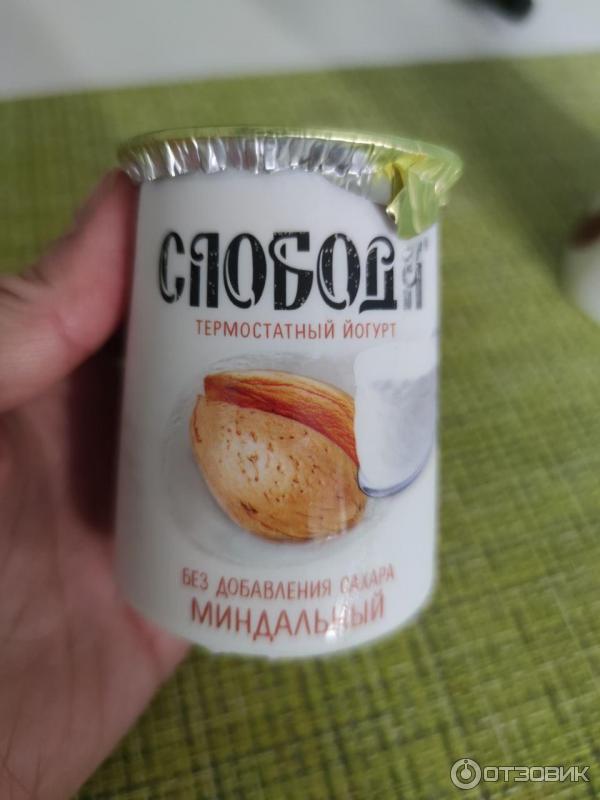 СЛОБОДА
ТЕРМОСТАТНЫЙ ЙОГУРТ
БЕЗ ДОБАВЛЕНИЯ САХАРА
МИНДАЛЬНЫЙ
ОТЗОВИК